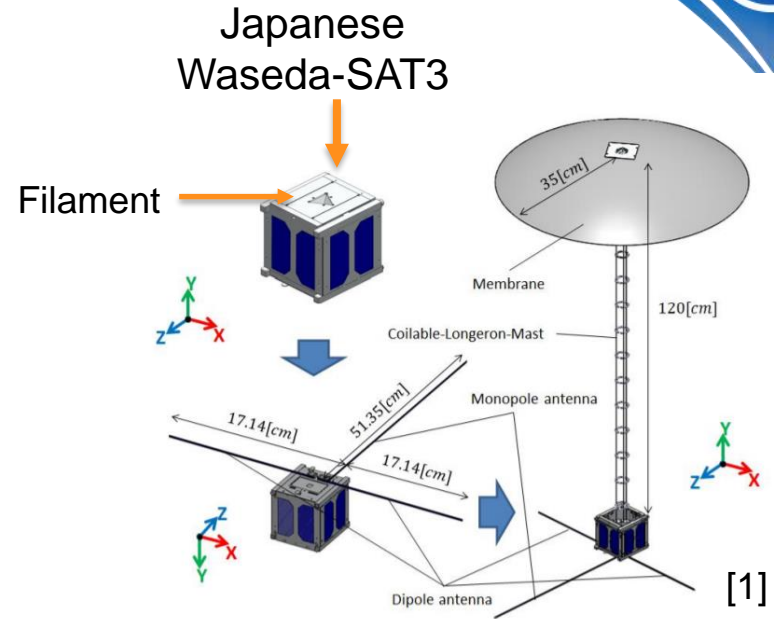 Japanese
Waseda-SAT3
Filament
Y
Z
X
35[cm]
Membrane
120[cm]
Coilable-Longeron-Mast
51.35[cm]
Monopole antenna
17.14[cm]
17.14[cm]
Y
Z
X
Z
X
Y
Dipole antenna
[1]